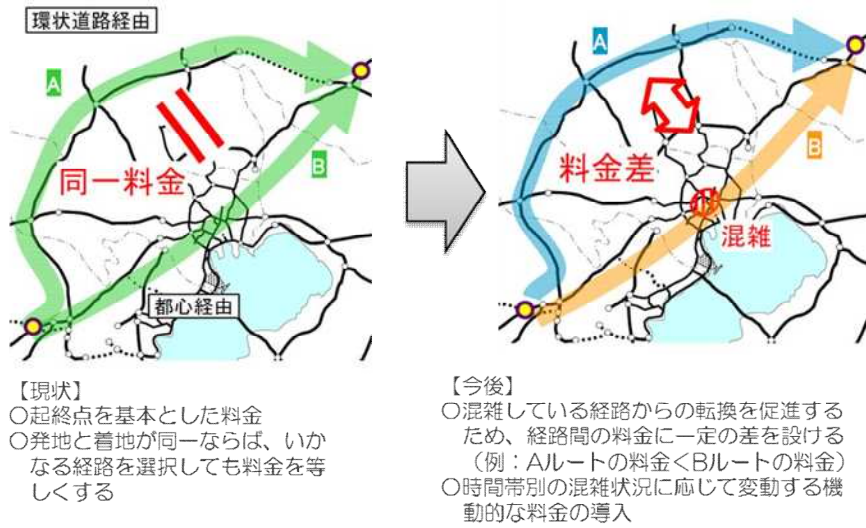 環状道路経由
A
B
同一料金
都心経由
A
B
料金差
混雑
【現状】
○起終点を基本とした料金
○発地と着地が同一ならば、いか
なる経路を選択しても料金を等
しくする
【今後】
○混雑している経路からの転換を促進する
ため、経路間の料金に一定の差を設ける
（例：Aルートの料金<Bルートの料金）
○時間帯別の混雑状況に応じて変動する機
動的な料金の導入